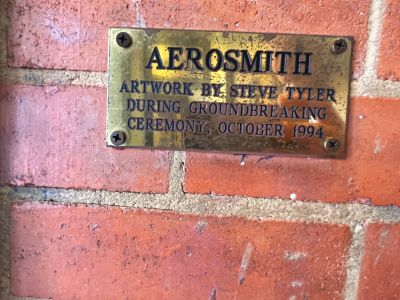 AEROSMITH
ARTWORK BY STEVE TYLER
DURING GROUNDBREAKING
CEREMONY, OCTOBER 1994